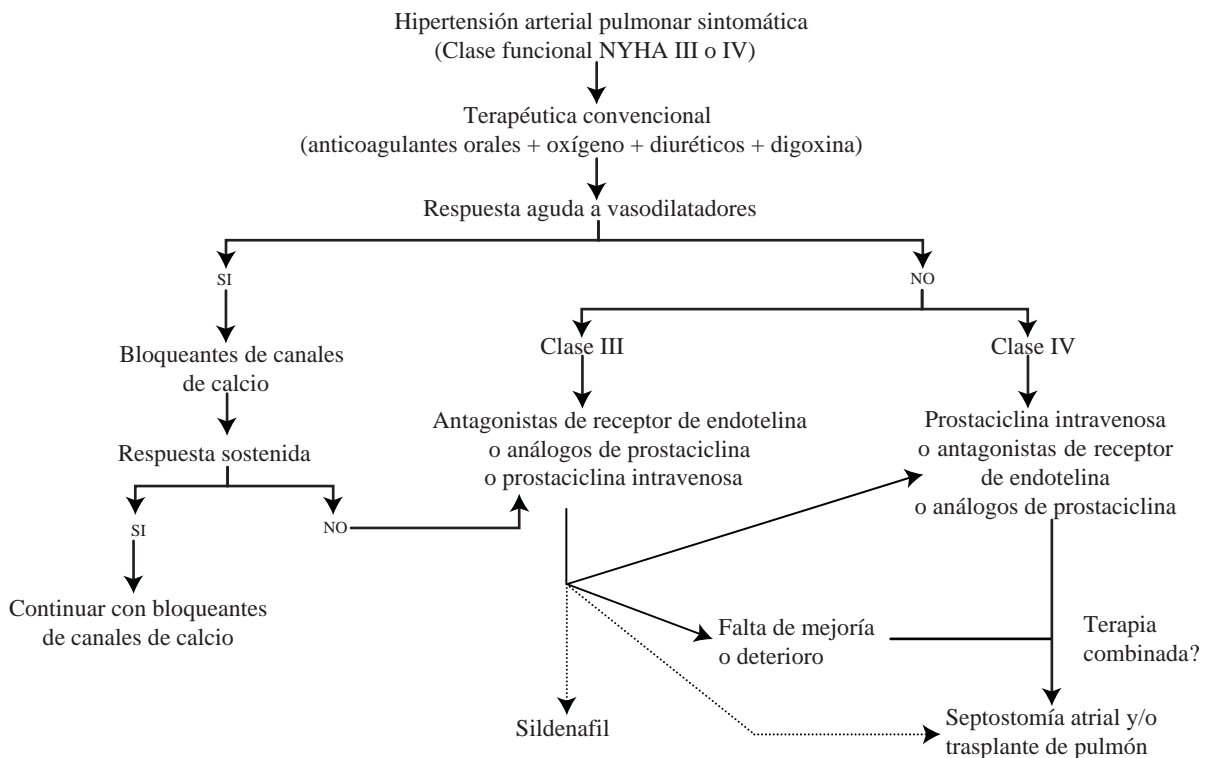 Hipertensión arterial pulmonar sintomática
(Clase funcional NYHA III o IV)
Terapéutica convencional
(anticoagulantes orales + oxígeno + diuréticos + digoxina)
Respuesta aguda a vasodilatadores
SI
NO
Bloqueantes de canales
de calcio
Clase III
Clase IV
Antagonistas de receptor de endotelina
o análogos de prostaciclina
o prostaciclina intravenosa
Prostaciclina intravenosa
o antagonistas de receptor
de endotelina
o análogos de prostaciclina
Respuesta sostenida
SI
NO
Continuar con bloqueantes
de canales de calcio
Falta de mejoría
o deterioro
Terapia
combinada?
Sildenafil
Septostomía atrial y/o
trasplante de pulmón